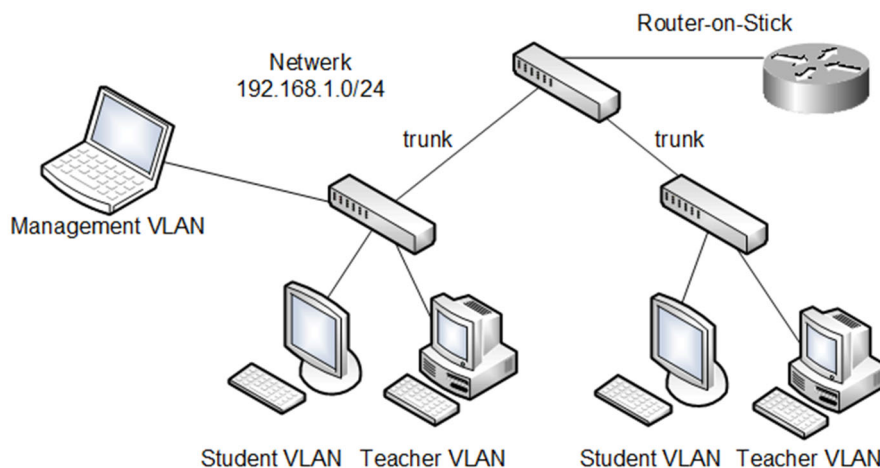 Router-on-Stick
Netwerk
192.168.1.0/24
trunk
trunk
Management VLAN
Student VLAN
Teacher VLAN
Student VLAN
Teacher VLAN